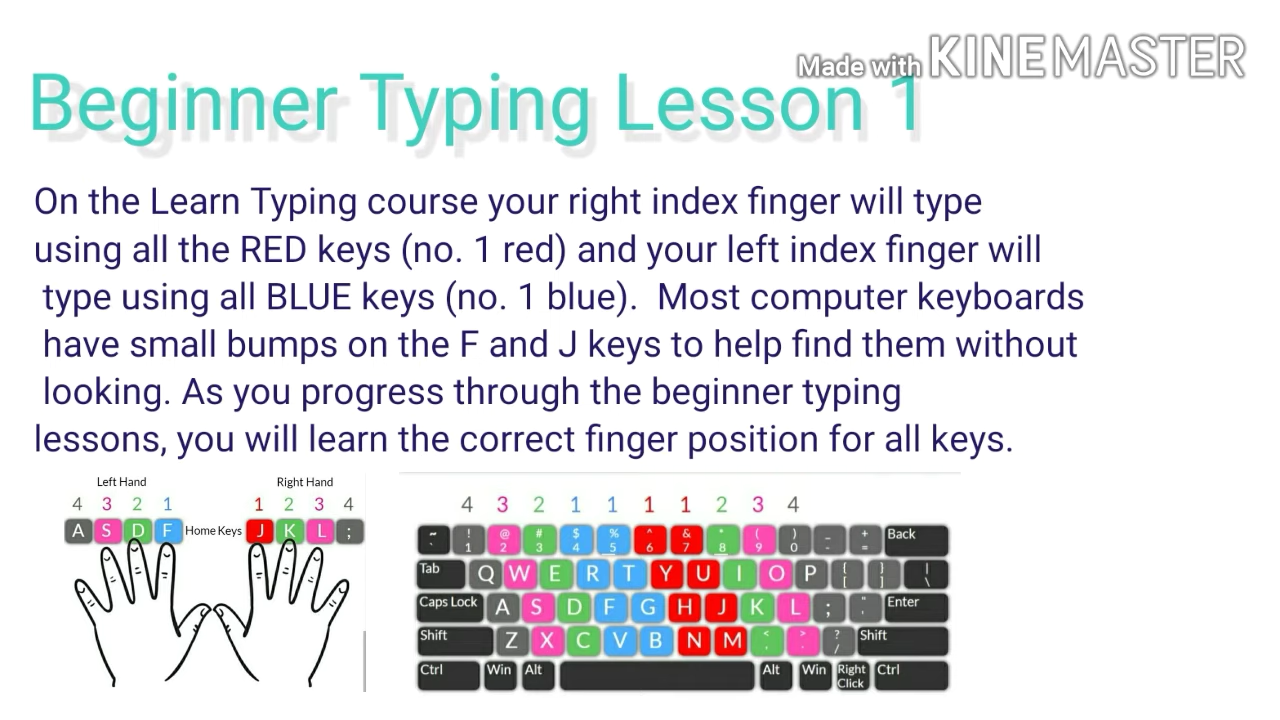 Made with KINEMASTER
Beginner Typing Lesson 1
On the Learn Typing course your right index finger will type
using all the RED keys (no. 1 red) and your left index finger will
type using all BLUE keys (no. 1 blue).  Most computer keyboards
have small bumps on the F and J keys to help find them without
looking. As you progress through the beginner typing
lessons, you will learn the correct finger position for all keys.
Left Hand Right Hand
4 3 2 1 1 2 3 4
A S D F Home Keys J K L ;
4 3 2 1 1 1 1 2 3 4
~ ! @ # $ % ^ & * ( ) _ + Back
` 1 2 3 4 5 6 7 8 9 0 - =
Tab Q W E R T Y U I O P { } |
[ ] \
Caps Lock A S D F G H J K L ; " Enter
'
Shift Z X C V B N M < > ? Shift
, . /
Ctrl Win Alt Alt Win Right Click Ctrl